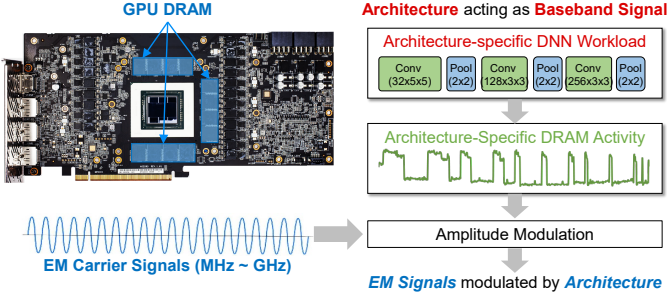 GPU DRAM
EM Carrier Signals (MHz ~ GHz)
Architecture acting as Baseband Signal
Architecture-specific DNN Workload
Conv Pool Conv Pool Conv Pool
(32x5x5) (2x2) (128x3x3) (2x2) (256x3x3) (2x2)
Architecture-Specific DRAM Activity
Amplitude Modulation
EM Signals modulated by Architecture